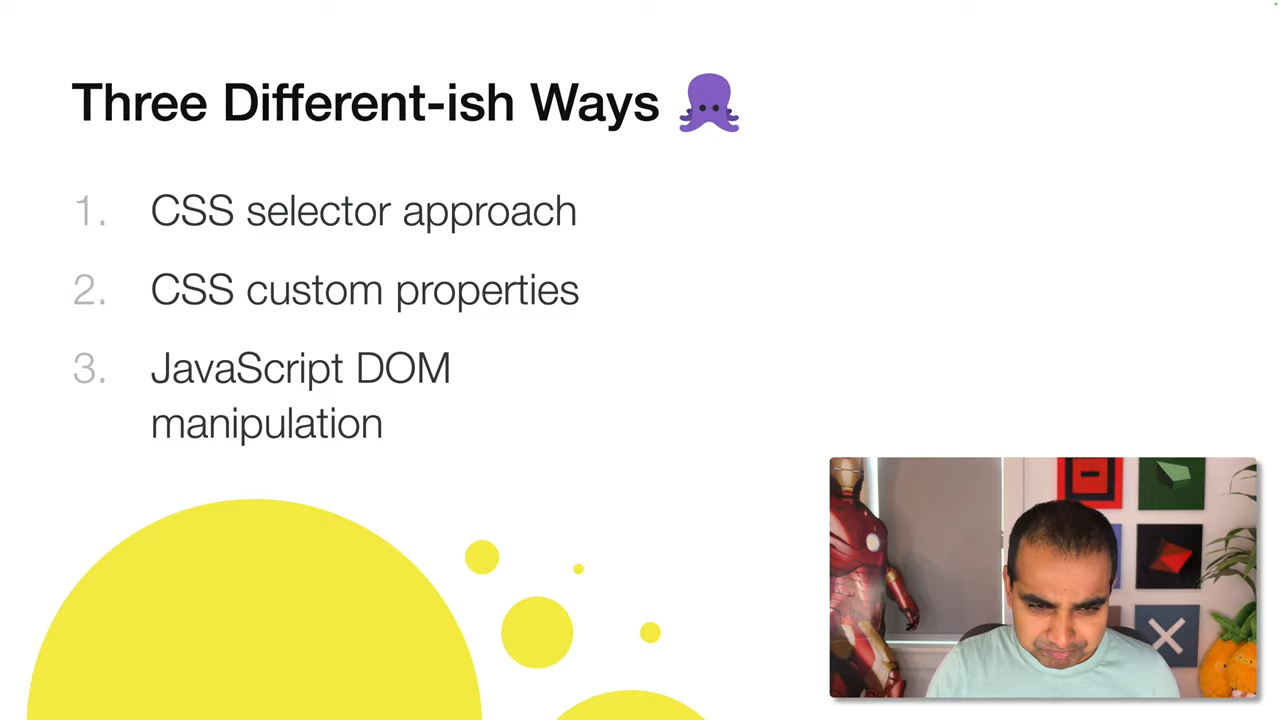 Three Different-ish Ways
1. CSS selector approach
2. CSS custom properties
3. JavaScript DOM
manipulation